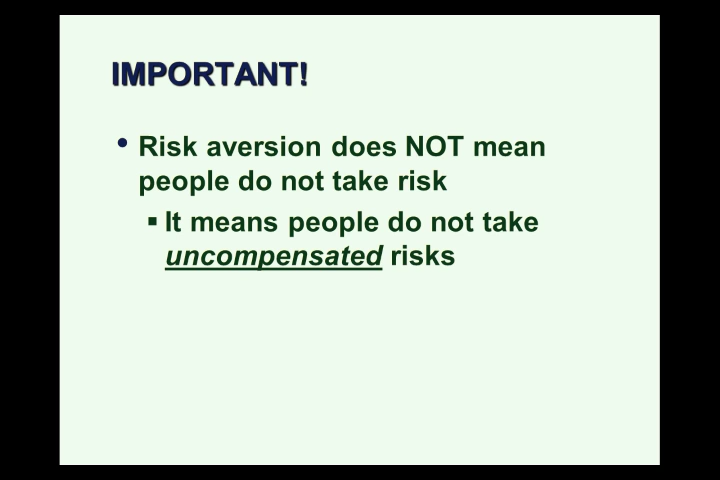 IMPORTANT!
• Risk aversion does NOT mean
people do not take risk
▪ It means people do not take
uncompensated risks